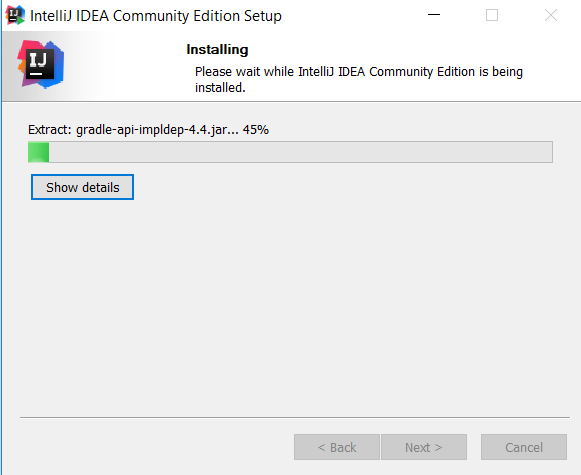 IntelliJ IDEA Community Edition Setup
IJ
Installing
Please wait while IntelliJ IDEA Community Edition is being
installed.
Extract: gradle-api-impldep-4.4.jar... 45%
Show details
< Back
Next >
Cancel